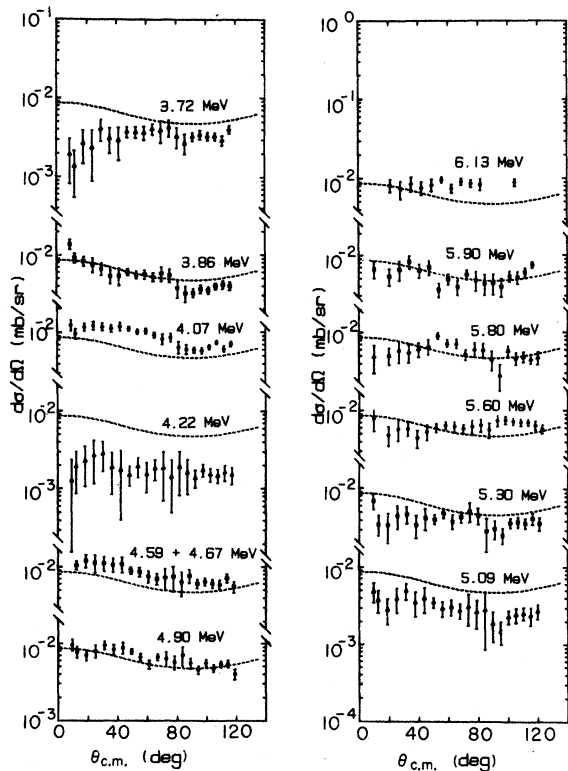 10⁻¹
10⁻²
3.72 MeV
10⁻³
10⁻²
3.86 MeV
4.07 MeV
10⁻²
10⁻²
4.22 MeV
10⁻³
4.59 + 4.67 MeV
10⁻²
4.90 MeV
10⁻²
10⁻³
0 40 80 120
θc.m. (deg)
dσ/dΩ (mb/sr)
10⁰
10⁻¹
6.13 MeV
10⁻²
5.90 MeV
10⁻²
5.80 MeV
10⁻²
5.60 MeV
10⁻²
5.30 MeV
10⁻²
5.09 MeV
10⁻²
10⁻³
10⁻⁴
0 40 80 120
θc.m. (deg)
dσ/dΩ (mb/sr)